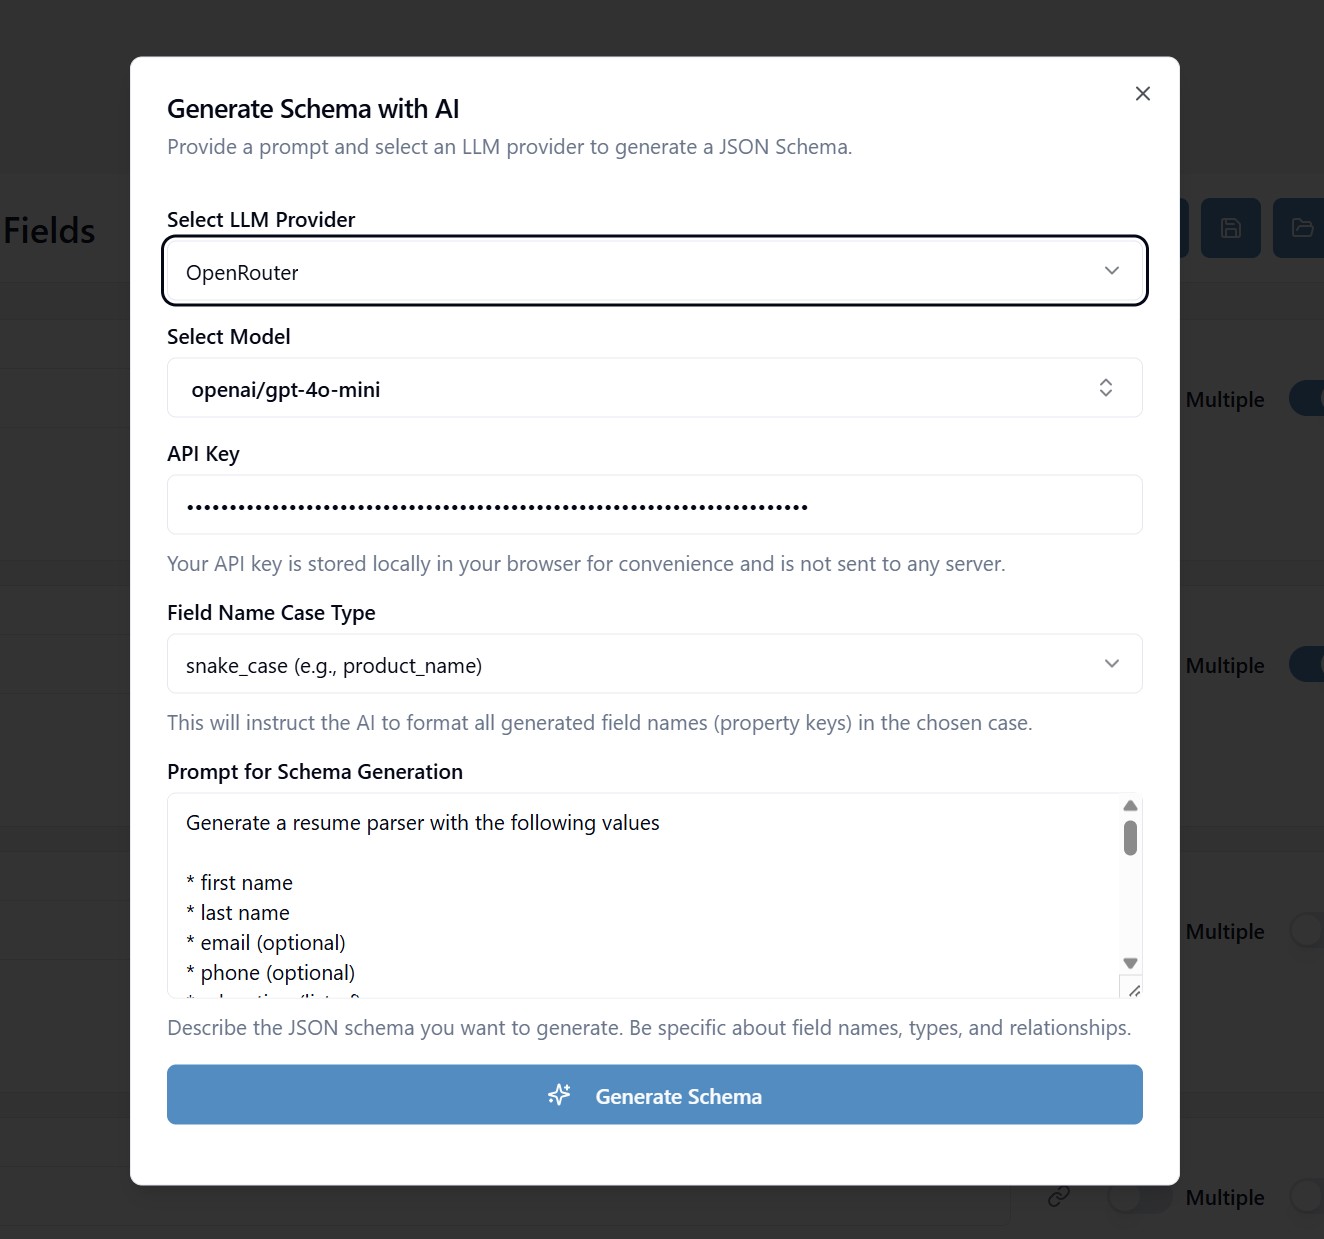 Generate Schema with AI
Provide a prompt and select an LLM provider to generate a JSON Schema.
Fields
Select LLM Provider
OpenRouter
Select Model
openai/gpt-4o-mini
Multiple
API Key
••••••••••••••••••••••••••••••••••••••••••••••••••••••••••••••••••••••••••
Your API key is stored locally in your browser for convenience and is not sent to any server.
Field Name Case Type
snake_case (e.g., product_name)
Multiple
This will instruct the AI to format all generated field names (property keys) in the chosen case.
Prompt for Schema Generation
Generate a resume parser with the following values
* first name
* last name
Multiple
* email (optional)
* phone (optional)
Describe the JSON schema you want to generate. Be specific about field names, types, and relationships.
Generate Schema
Multiple